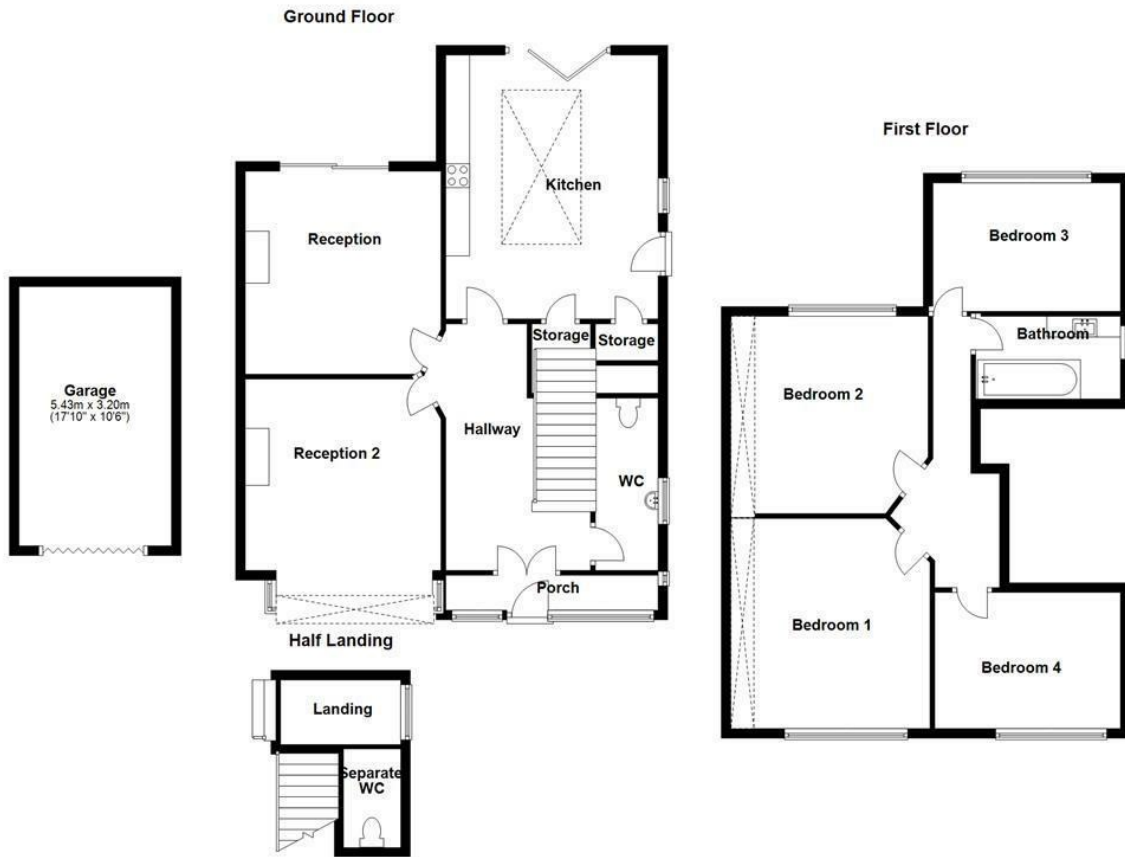 Ground Floor
Kitchen
Reception
Storage
Storage
Garage
5.43m x 3.20m
(17'10" x 10'6")
Hallway
Reception 2
WC
Porch
Half Landing
Landing
Separate
WC
First Floor
Bedroom 3
Bathroom
Bedroom 2
Bedroom 1
Bedroom 4